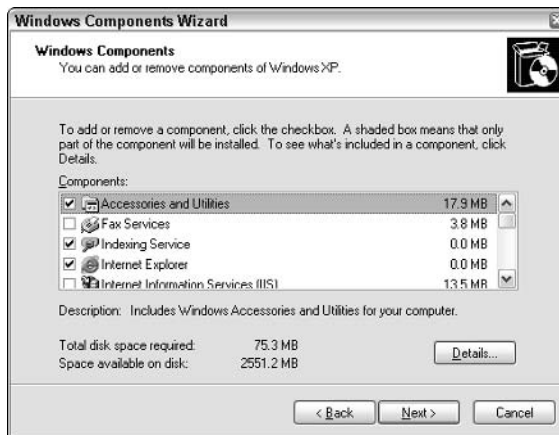 Windows Components Wizard
Windows Components
You can add or remove components of Windows XP.
To add or remove a component, click the checkbox. A shaded box means that only
part of the component will be installed. To see what's included in a component, click
Details.
Components:
Accessories and Utilities 17.9 MB
Fax Services 3.8 MB
Indexing Service 0.0 MB
Internet Explorer 0.0 MB
Internet Information Services (IIS) 13.5 MB
Description: Includes Windows Accessories and Utilities for your computer.
Total disk space required: 75.3 MB
Space available on disk: 2551.2 MB
Details...
< Back Next > Cancel